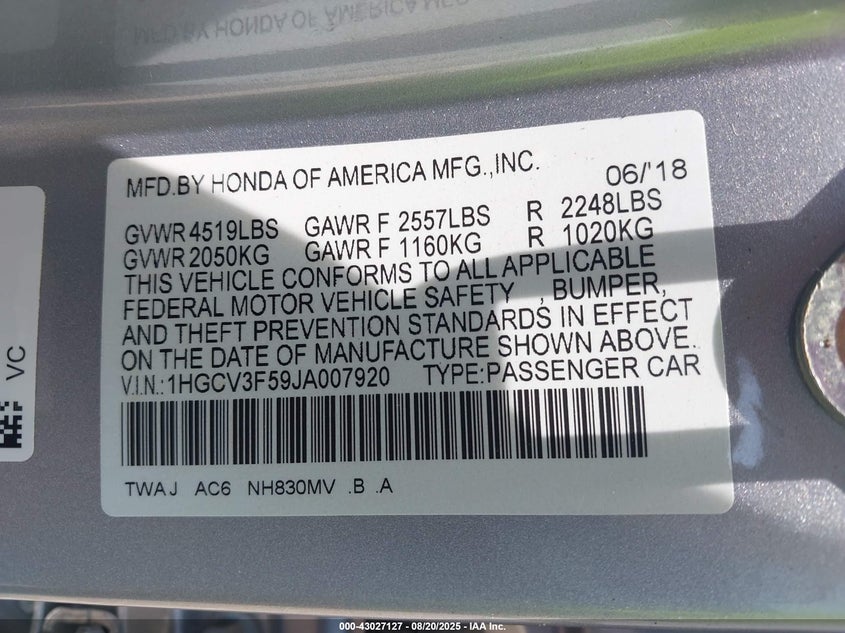 MFD.BY HONDA OF AMERICA MFG.,INC. 06/'18
GVWR 4519LBS GAWR F 2557LBS R 2248LBS
GVWR 2050KG GAWR F 1160KG R 1020KG
THIS VEHICLE CONFORMS TO ALL APPLICABLE
FEDERAL MOTOR VEHICLE SAFETY , BUMPER,
AND THEFT PREVENTION STANDARDS IN EFFECT
ON THE DATE OF MANUFACTURE SHOWN ABOVE.
V.I.N.:1HGCV3F59JA007920 TYPE:PASSENGER CAR
TWAJ AC6 NH830MV .B .A
VC
000-43027127 - 08/20/2025 - IAA Inc.